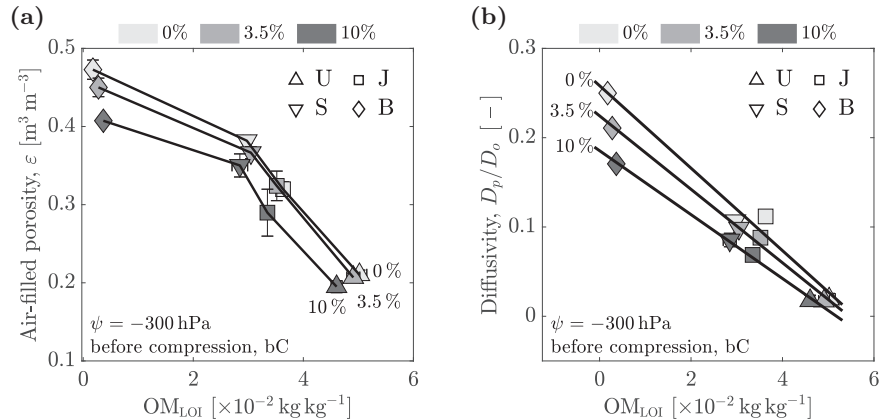 (a)
0% 3.5% 10%
0.5
0.4
0.3
0.2
0.1
Air-filled porosity, ε [m³ m⁻³]
U J
S B
0 %
10 % 3.5 %
ψ = −300 hPa
before compression, bC
0 2 4 6
OM_LOI [×10⁻² kg kg⁻¹]
(b)
0% 3.5% 10%
0.3
0.2
0.1
0
Diffusivity, D_p/D_o [−]
U J
S B
0 %
3.5 %
10 %
ψ = −300 hPa
before compression, bC
0 2 4 6
OM_LOI [×10⁻² kg kg⁻¹]